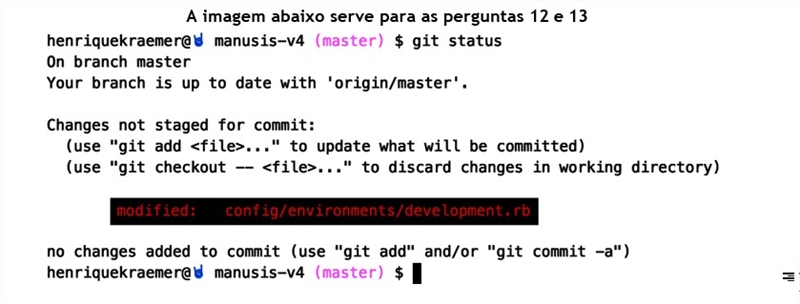 A imagem abaixo serve para as perguntas 12 e 13
henriquekraemer@🤘 manusis-v4 (master) $ git status
On branch master
Your branch is up to date with 'origin/master'.
Changes not staged for commit:
(use "git add <file>..." to update what will be committed)
(use "git checkout -- <file>..." to discard changes in working directory)
modified: config/environments/development.rb
no changes added to commit (use "git add" and/or "git commit -a")
henriquekraemer@🤘 manusis-v4 (master) $